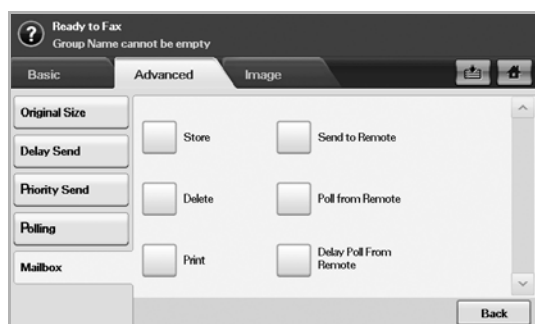 Ready to Fax
Group Name cannot be empty
Basic
Advanced
Image
Original Size
Delay Send
Priority Send
Polling
Mailbox
Store
Send to Remote
Delete
Poll from Remote
Print
Delay Poll From
Remote
Back